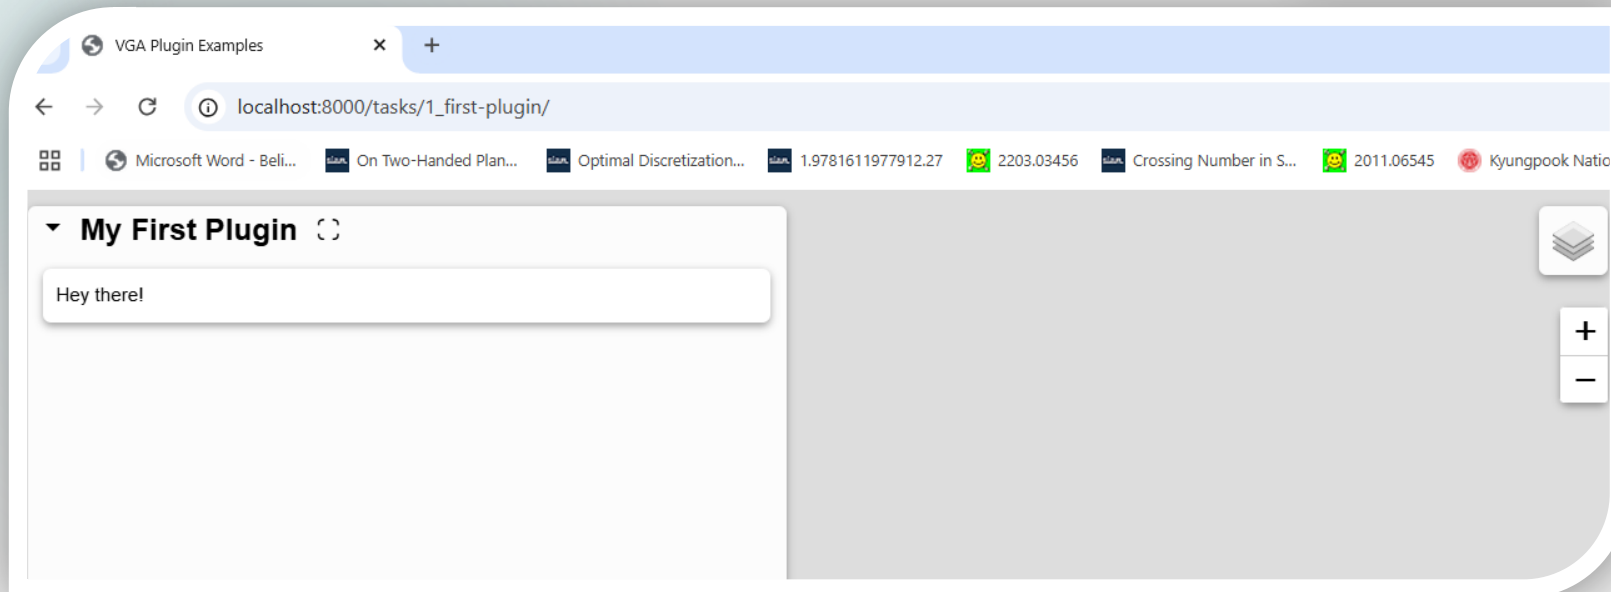 VGA Plugin Examples
localhost:8000/tasks/1_first-plugin/
Microsoft Word - Beli... On Two-Handed Plan... Optimal Discretization... 1.9781611977912.27 2203.03456 Crossing Number in S... 2011.06545 Kyungpook Natio
My First Plugin
Hey there!
+
−